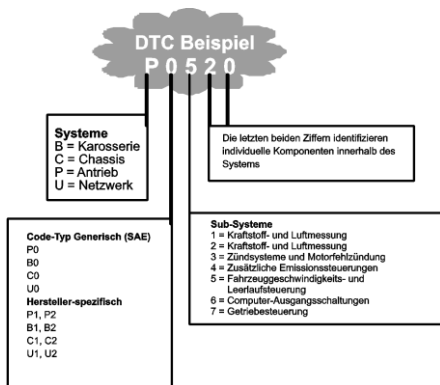 DTC Beispiel
P 0 5 2 0
Systeme
B = Karosserie
C = Chassis
P = Antrieb
U = Netzwerk
Die letzten beiden Ziffern identifizieren
individuelle Komponenten innerhalb des
Systems
Code-Typ Generisch (SAE)
P0
B0
C0
U0
Hersteller-spezifisch
P1, P2
B1, B2
C1, C2
U1, U2
Sub-Systeme
1 = Kraftstoff- und Luftmessung
2 = Kraftstoff- und Luftmessung
3 = Zündsysteme und Motorfehlzündung
4 = Zusätzliche Emissionssteuerungen
5 = Fahrzeuggeschwindigkeits- und
Leerlaufsteuerung
6 = Computer-Ausgangsschaltungen
7 = Getriebesteuerung